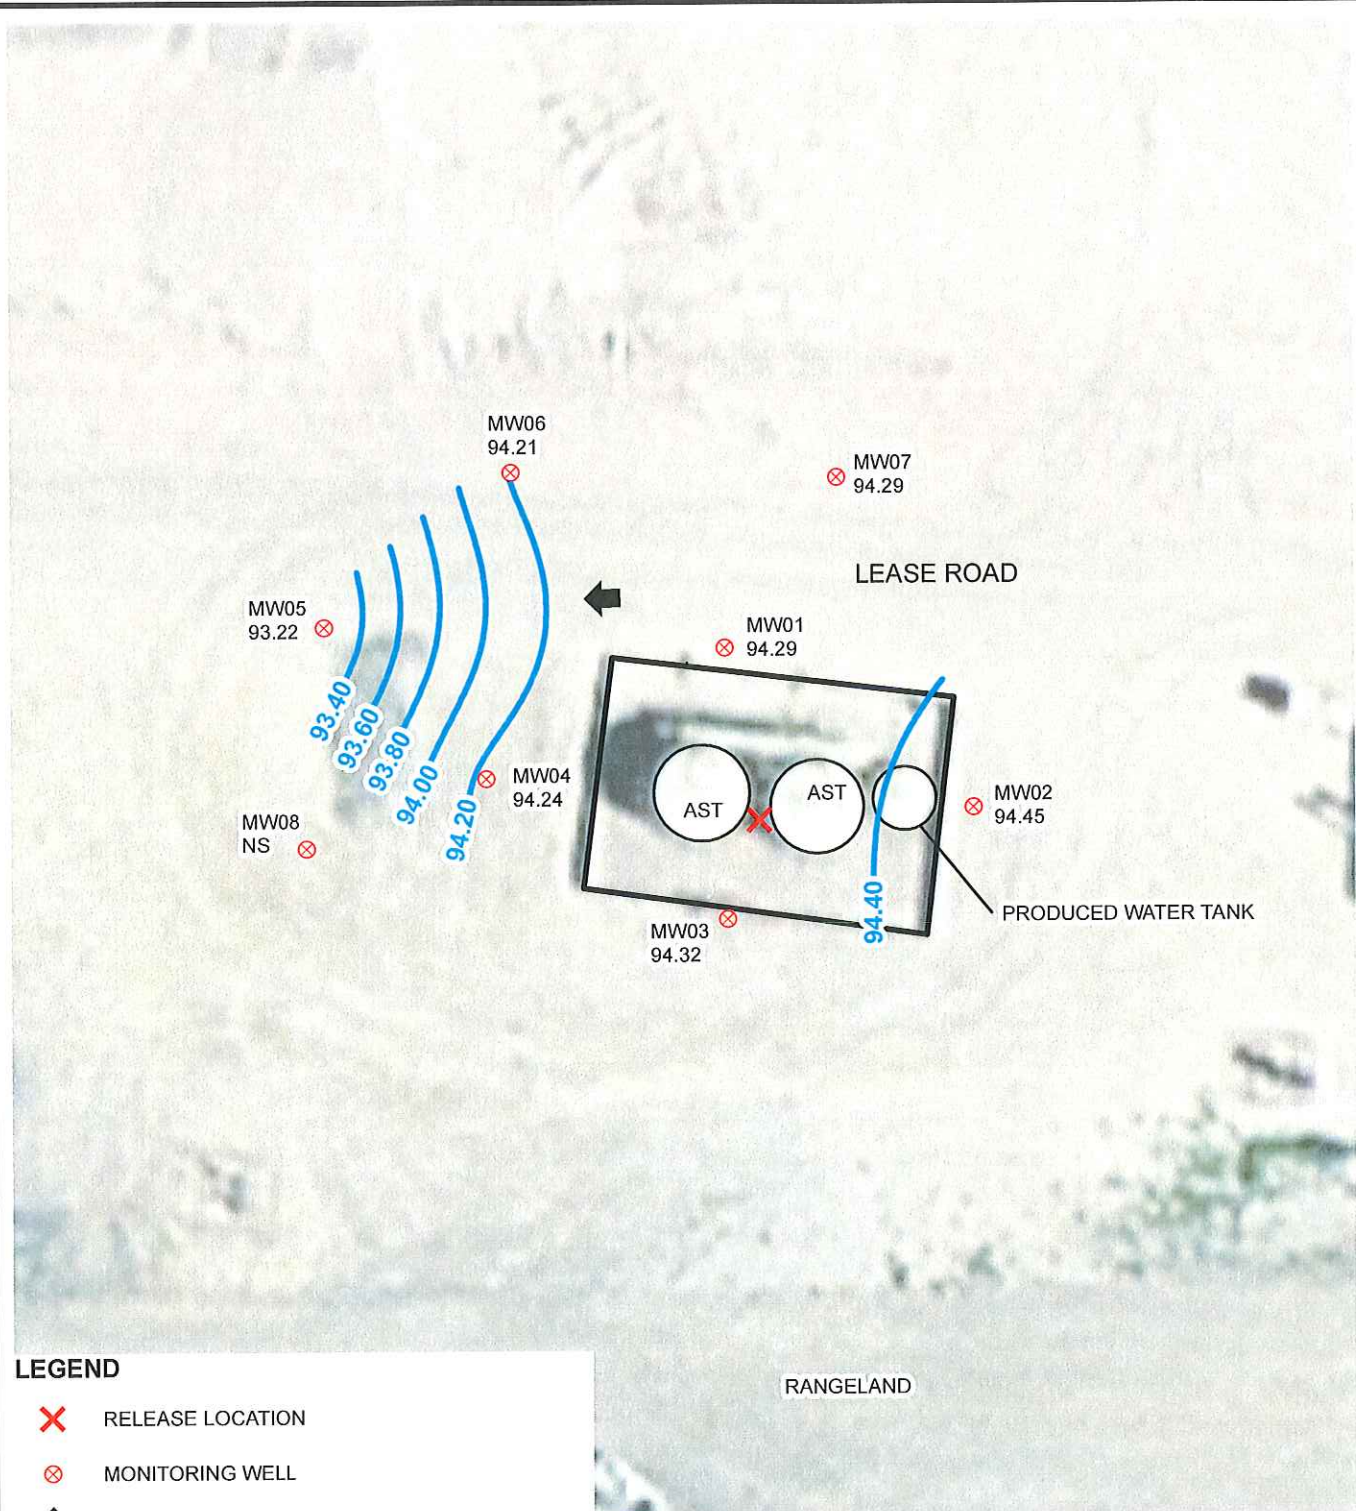 MW06
94.21
MW07
94.29
LEASE ROAD
MW05
93.22
MW01
94.29
93.40
93.60
93.80
94.00
94.20
MW04
94.24
AST
AST
MW02
94.45
MW08
NS
94.40
PRODUCED WATER TANK
MW03
94.32
RANGELAND
LEGEND
RELEASE LOCATION
MONITORING WELL